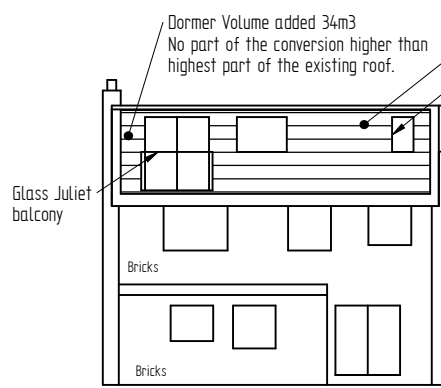 Dormer Volume added 34m3
No part of the conversion higher than
highest part of the existing roof.
Glass Juliet
balcony
Bricks
Bricks